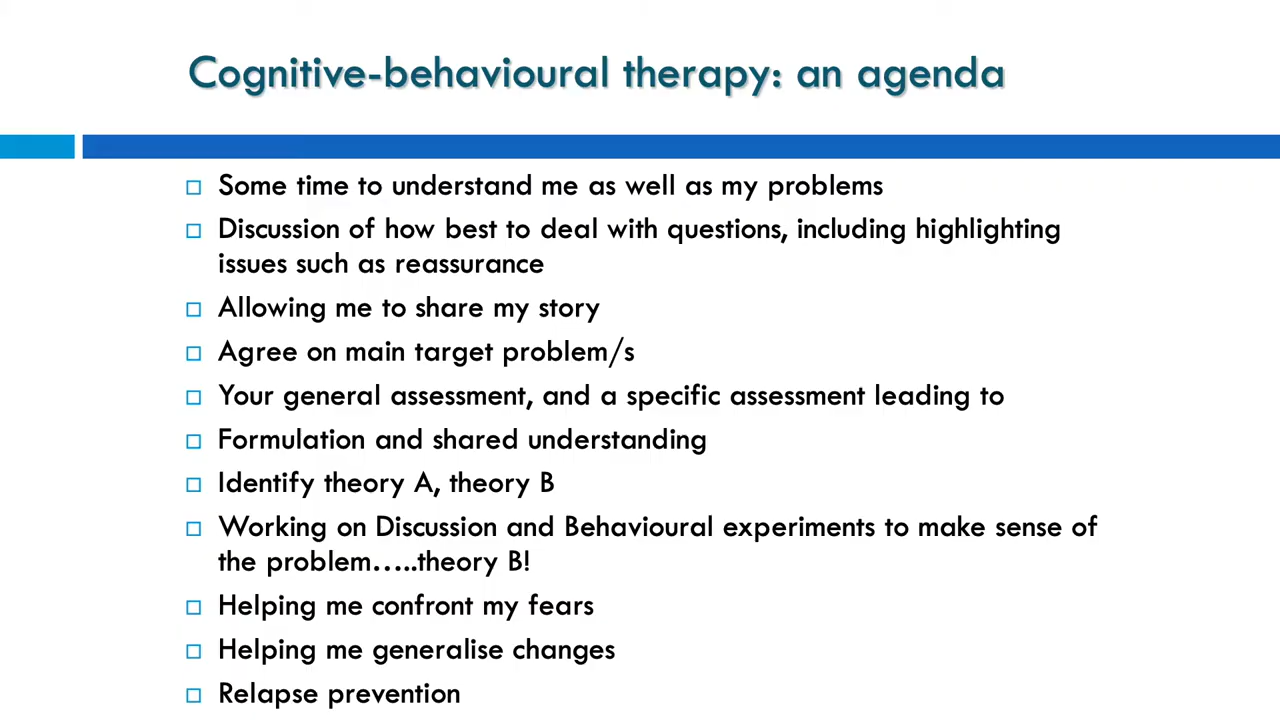 Cognitive-behavioural therapy: an agenda
Some time to understand me as well as my problems
Discussion of how best to deal with questions, including highlighting
issues such as reassurance
Allowing me to share my story
Agree on main target problem/s
Your general assessment, and a specific assessment leading to
Formulation and shared understanding
Identify theory A, theory B
Working on Discussion and Behavioural experiments to make sense of
the problem…..theory B!
Helping me confront my fears
Helping me generalise changes
Relapse prevention